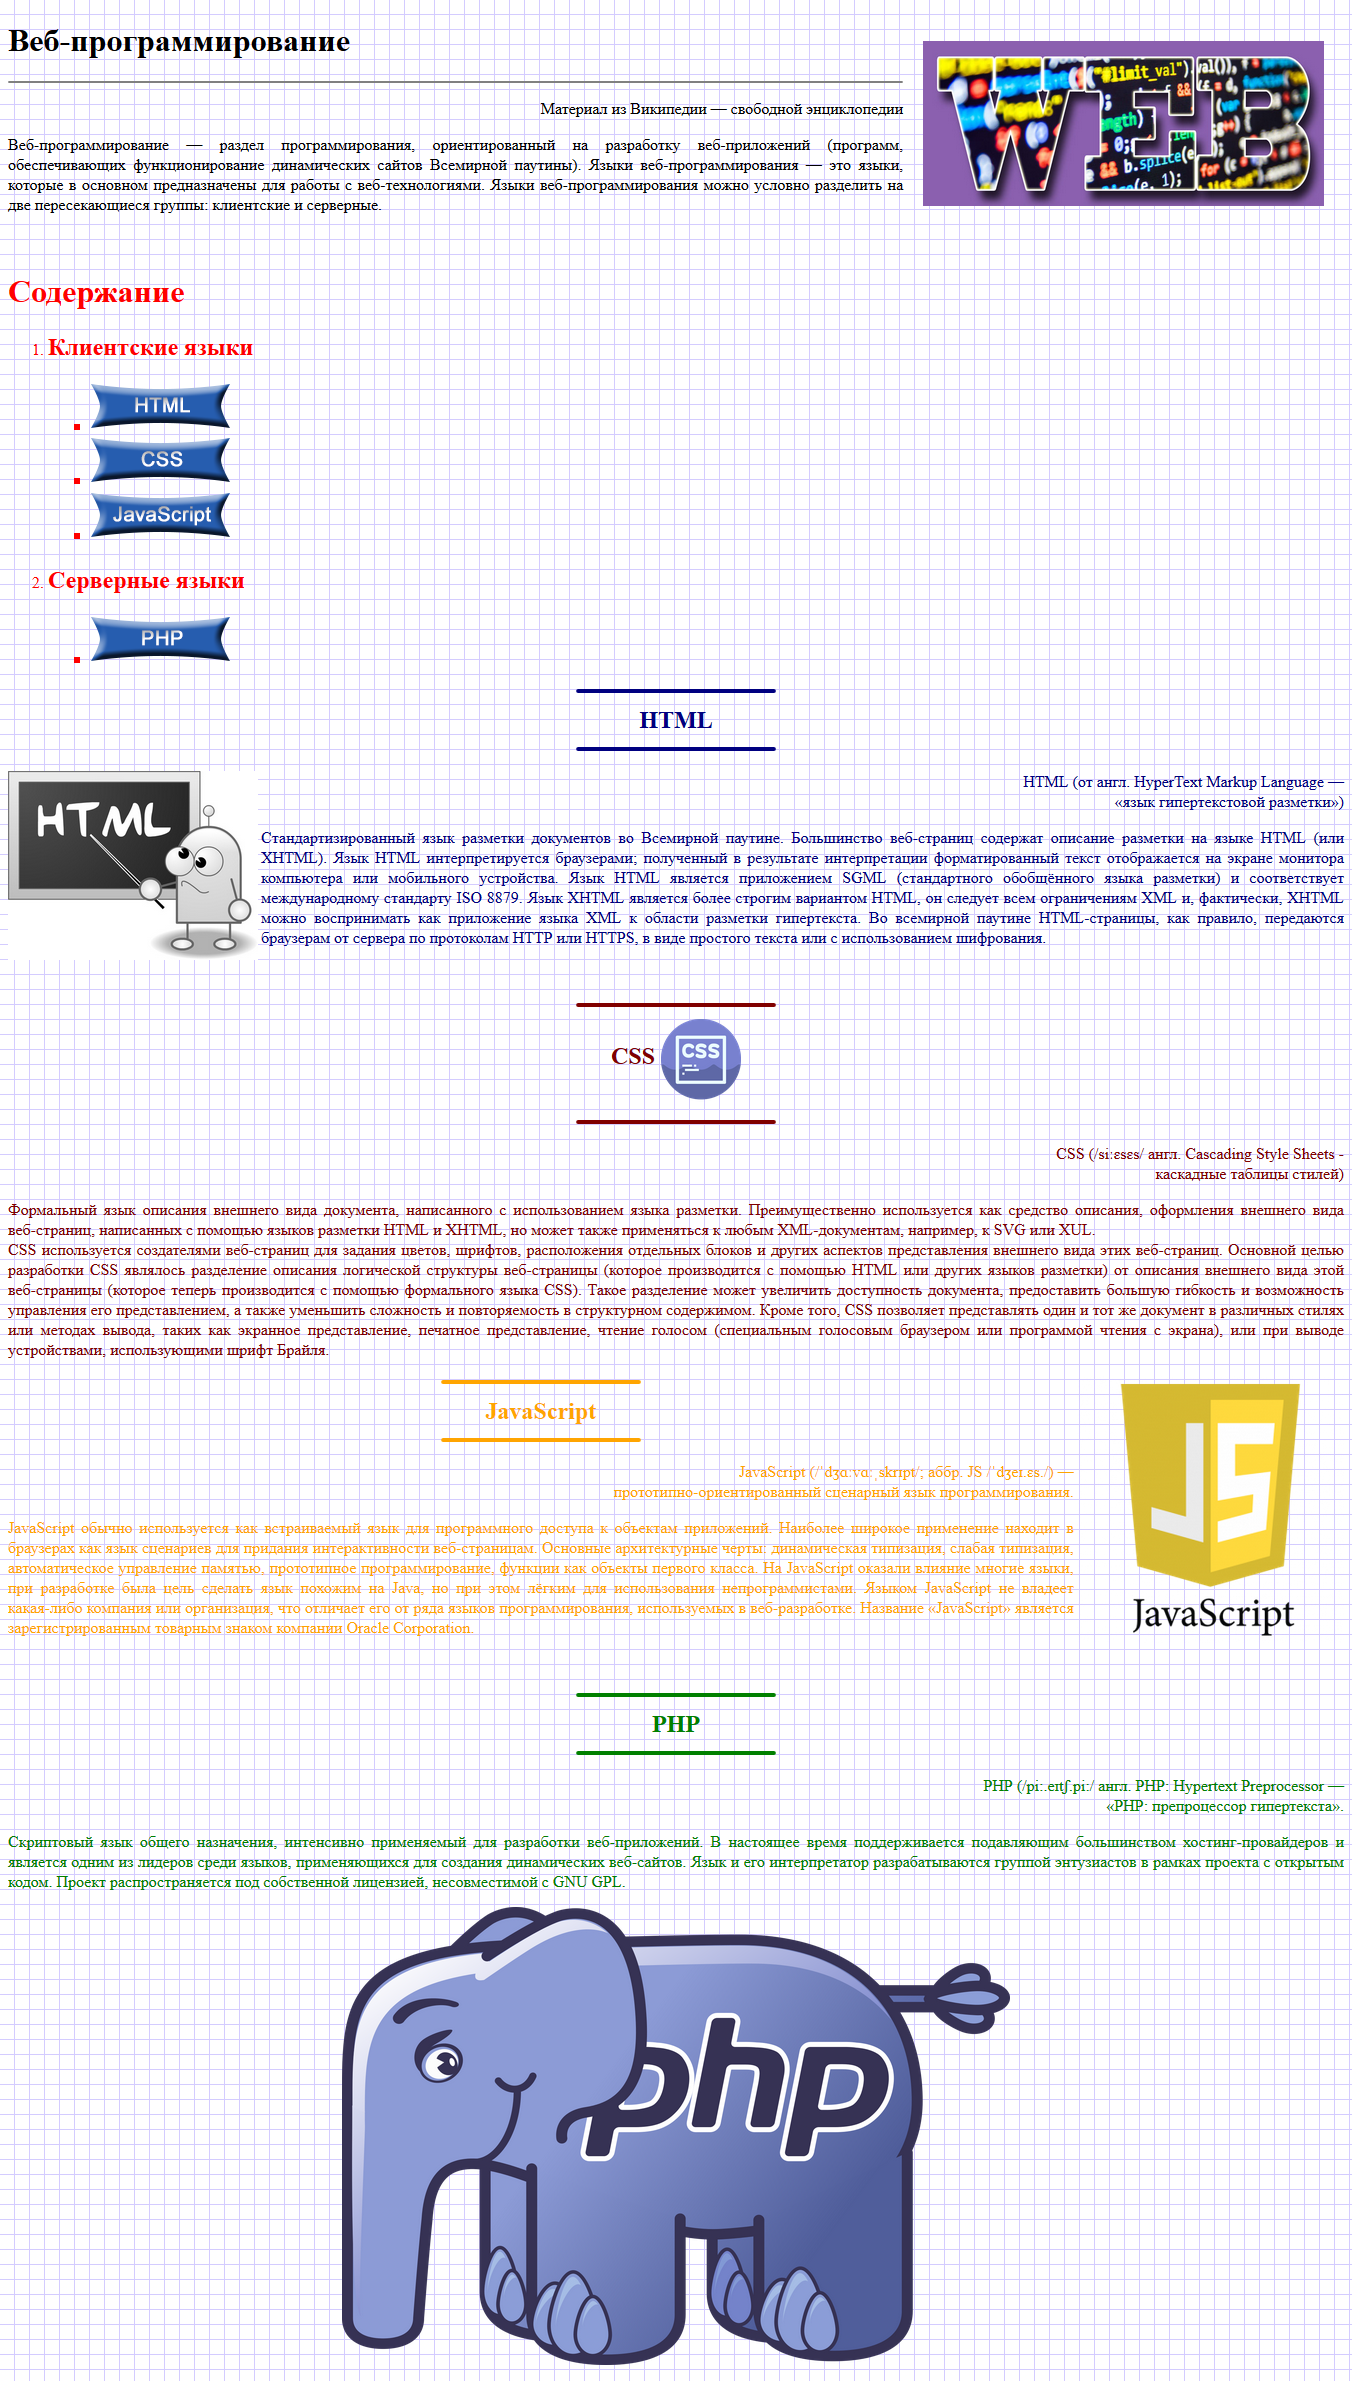 Веб-программирование
WEB
Материал из Википедии — свободной энциклопедии
Веб-программирование — раздел программирования, ориентированный на разработку веб-приложений (программ,
обеспечивающих функционирование динамических сайтов Всемирной паутины). Языки веб-программирования — это языки,
которые в основном предназначены для работы с веб-технологиями. Языки веб-программирования можно условно разделить на
две пересекающиеся группы: клиентские и серверные.
Содержание
1. Клиентские языки
HTML
CSS
JavaScript
2. Серверные языки
PHP
HTML
HTML
HTML (от англ. HyperText Markup Language —
«язык гипертекстовой разметки»)
Стандартизированный язык разметки документов во Всемирной паутине. Большинство веб-страниц содержат описание разметки на языке HTML (или
XHTML). Язык HTML интерпретируется браузерами; полученный в результате интерпретации форматированный текст отображается на экране монитора
компьютера или мобильного устройства. Язык HTML является приложением SGML (стандартного обобщённого языка разметки) и соответствует
международному стандарту ISO 8879. Язык XHTML является более строгим вариантом HTML, он следует всем ограничениям XML и, фактически, XHTML
можно воспринимать как приложение языка XML к области разметки гипертекста. Во всемирной паутине HTML-страницы, как правило, передаются
браузерам от сервера по протоколам HTTP или HTTPS, в виде простого текста или с использованием шифрования.
CSS CSS
CSS (/si:ɛsɛs/ англ. Cascading Style Sheets -
каскадные таблицы стилей)
Формальный язык описания внешнего вида документа, написанного с использованием языка разметки. Преимущественно используется как средство описания, оформления внешнего вида
веб-страниц, написанных с помощью языков разметки HTML и XHTML, но может также применяться к любым XML-документам, например, к SVG или XUL.
CSS используется создателями веб-страниц для задания цветов, шрифтов, расположения отдельных блоков и других аспектов представления внешнего вида этих веб-страниц. Основной целью
разработки CSS являлось разделение описания логической структуры веб-страницы (которое производится с помощью HTML или других языков разметки) от описания внешнего вида этой
веб-страницы (которое теперь производится с помощью формального языка CSS). Такое разделение может увеличить доступность документа, предоставить большую гибкость и возможность
управления его представлением, а также уменьшить сложность и повторяемость в структурном содержимом. Кроме того, CSS позволяет представлять один и тот же документ в различных стилях
или методах вывода, таких как экранное представление, печатное представление, чтение голосом (специальным голосовым браузером или программой чтения с экрана), или при выводе
устройствами, использующими шрифт Брайля.
JavaScript
JavaScript (/ˈdʒɑ:vɑ:ˌskrɪpt/; аббр. JS /ˈdʒeɪ.ɛs./) —
прототипно-ориентированный сценарный язык программирования.
JavaScript обычно используется как встраиваемый язык для программного доступа к объектам приложений. Наиболее широкое применение находит в
браузерах как язык сценариев для придания интерактивности веб-страницам. Основные архитектурные черты: динамическая типизация, слабая типизация,
автоматическое управление памятью, прототипное программирование, функции как объекты первого класса. На JavaScript оказали влияние многие языки,
при разработке была цель сделать язык похожим на Java, но при этом лёгким для использования непрограммистами. Языком JavaScript не владеет
какая-либо компания или организация, что отличает его от ряда языков программирования, используемых в веб-разработке. Название «JavaScript» является
зарегистрированным товарным знаком компании Oracle Corporation.
JS
JavaScript
PHP
PHP (/pi:.eɪtʃ.pi:/ англ. PHP: Hypertext Preprocessor —
«PHP: препроцессор гипертекста».
Скриптовый язык общего назначения, интенсивно применяемый для разработки веб-приложений. В настоящее время поддерживается подавляющим большинством хостинг-провайдеров и
является одним из лидеров среди языков, применяющихся для создания динамических веб-сайтов. Язык и его интерпретатор разрабатываются группой энтузиастов в рамках проекта с открытым
кодом. Проект распространяется под собственной лицензией, несовместимой с GNU GPL.
php